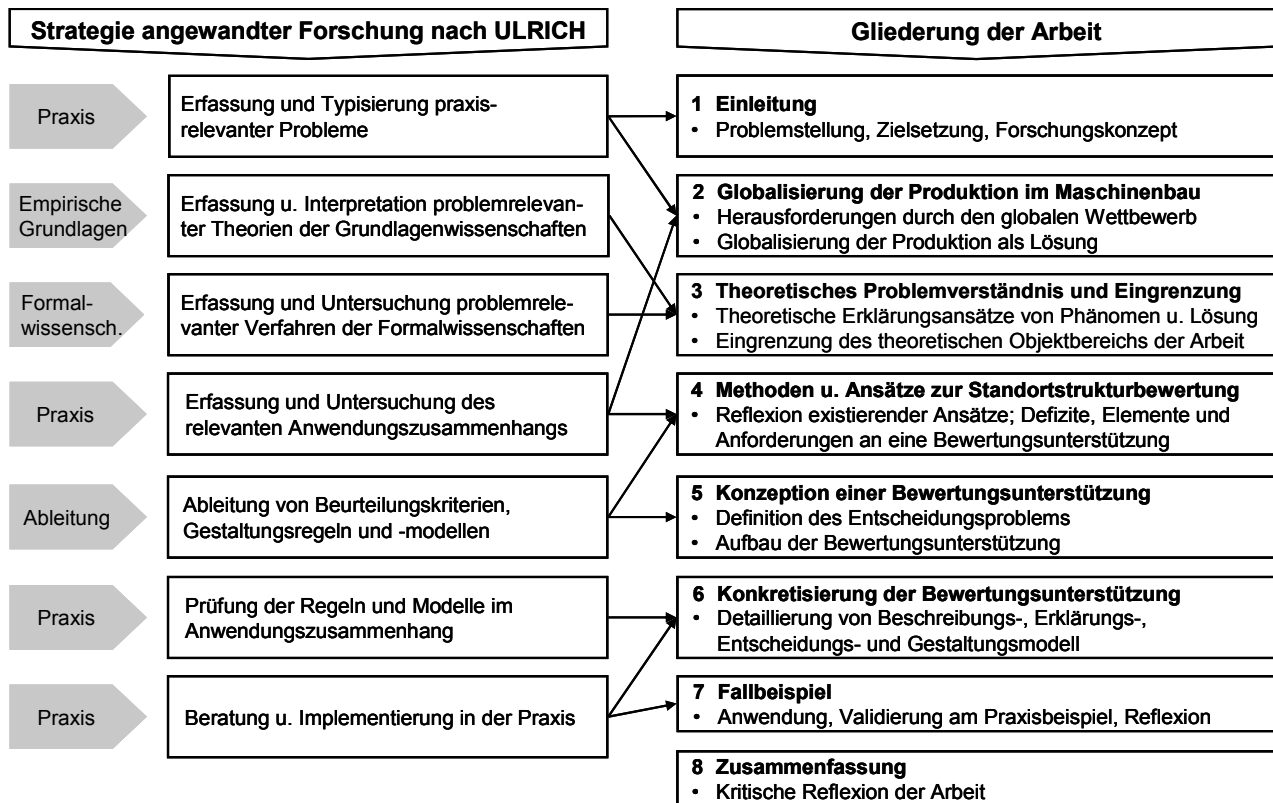 Strategie angewandter Forschung nach ULRICH
Gliederung der Arbeit
Praxis
Erfassung und Typisierung praxis-
relevanter Probleme
1 Einleitung
• Problemstellung, Zielsetzung, Forschungskonzept
Empirische
Grundlagen
Erfassung u. Interpretation problemrelevan-
ter Theorien der Grundlagenwissenschaften
2 Globalisierung der Produktion im Maschinenbau
• Herausforderungen durch den globalen Wettbewerb
• Globalisierung der Produktion als Lösung
Formal-
wissensch.
Erfassung und Untersuchung problemrele-
vanter Verfahren der Formalwissenschaften
3 Theoretisches Problemverständnis und Eingrenzung
• Theoretische Erklärungsansätze von Phänomen u. Lösung
• Eingrenzung des theoretischen Objektbereichs der Arbeit
Praxis
Erfassung und Untersuchung des
relevanten Anwendungszusammenhangs
4 Methoden u. Ansätze zur Standortstrukturbewertung
• Reflexion existierender Ansätze; Defizite, Elemente und
Anforderungen an eine Bewertungsunterstützung
Ableitung
Ableitung von Beurteilungskriterien,
Gestaltungsregeln und -modellen
5 Konzeption einer Bewertungsunterstützung
• Definition des Entscheidungsproblems
• Aufbau der Bewertungsunterstützung
Praxis
Prüfung der Regeln und Modelle im
Anwendungszusammenhang
6 Konkretisierung der Bewertungsunterstützung
• Detaillierung von Beschreibungs-, Erklärungs-,
Entscheidungs- und Gestaltungsmodell
Praxis
Beratung u. Implementierung in der Praxis
7 Fallbeispiel
• Anwendung, Validierung am Praxisbeispiel, Reflexion
8 Zusammenfassung
• Kritische Reflexion der Arbeit